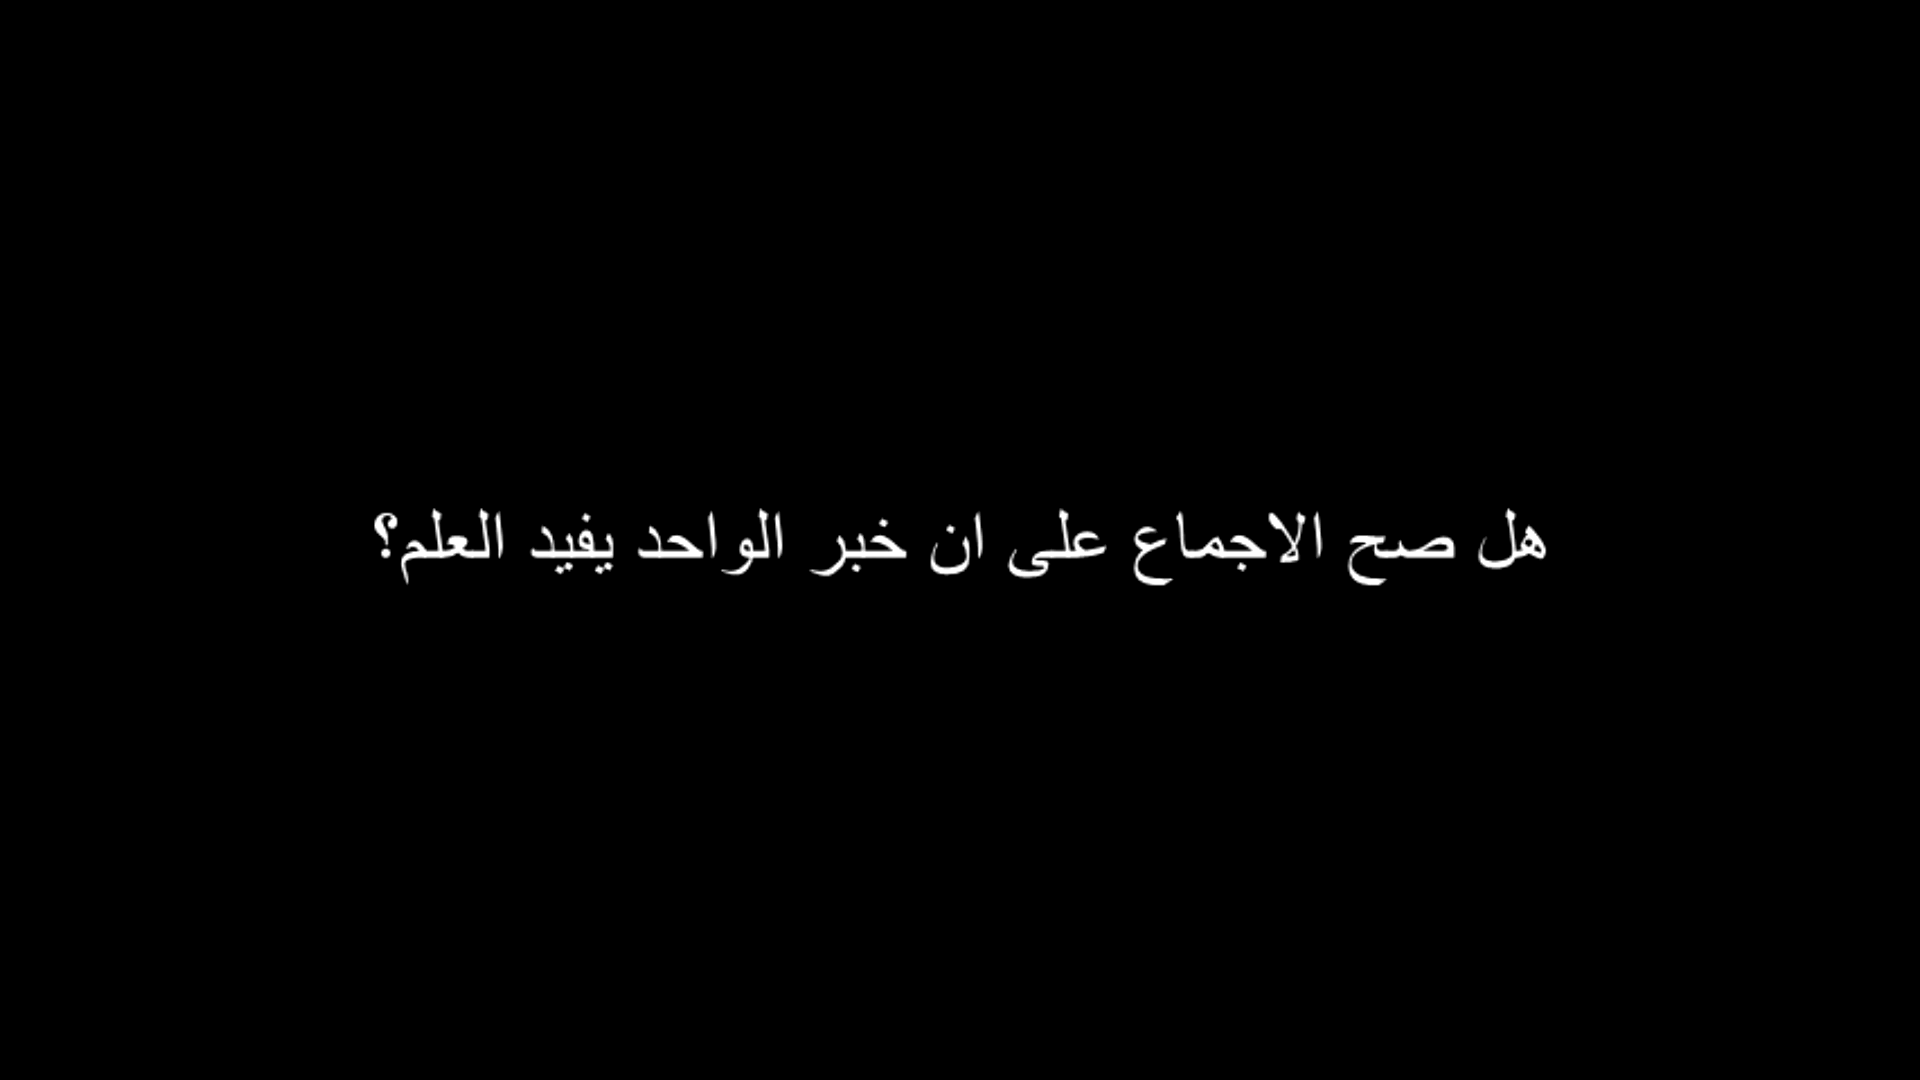 هل صح الاجماع على ان خبر الواحد يفيد العلم؟